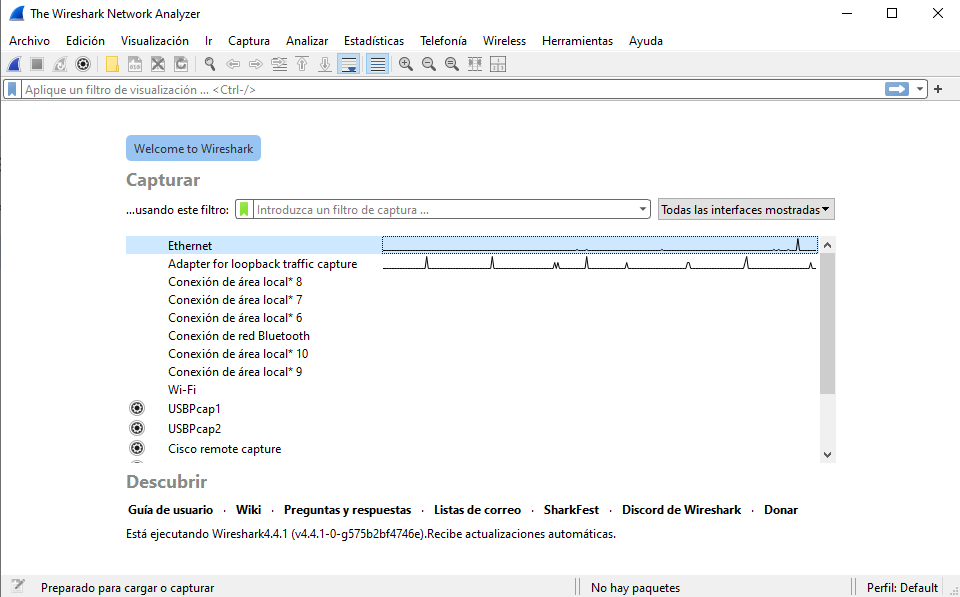 The Wireshark Network Analyzer
Archivo Edición Visualización Ir Captura Analizar Estadísticas Telefonía Wireless Herramientas Ayuda
Aplique un filtro de visualización ... <Ctrl-/>
Welcome to Wireshark
Capturar
...usando este filtro: Introduzca un filtro de captura ... Todas las interfaces mostradas
Ethernet
Adapter for loopback traffic capture
Conexión de área local* 8
Conexión de área local* 7
Conexión de área local* 6
Conexión de red Bluetooth
Conexión de área local* 10
Conexión de área local* 9
Wi-Fi
USBPcap1
USBPcap2
Cisco remote capture
Descubrir
Guía de usuario · Wiki · Preguntas y respuestas · Listas de correo · SharkFest · Discord de Wireshark · Donar
Está ejecutando Wireshark4.4.1 (v4.4.1-0-g575b2bf4746e).Recibe actualizaciones automáticas.
Preparado para cargar o capturar No hay paquetes Perfil: Default